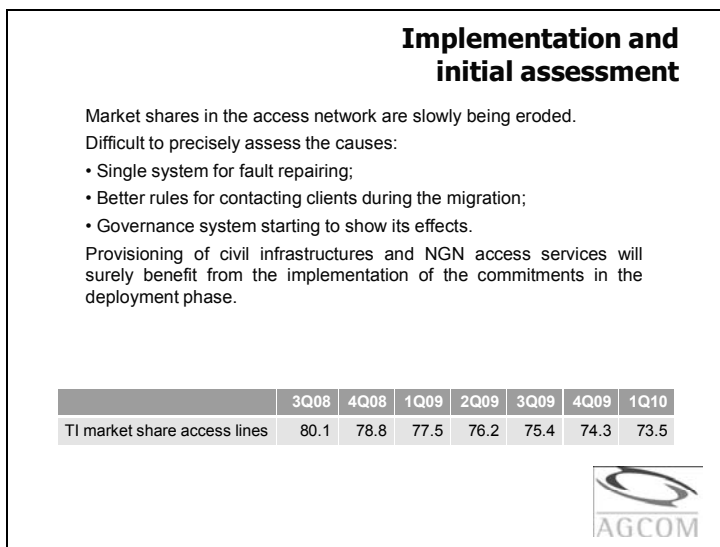 Implementation and
initial assessment
Market shares in the access network are slowly being eroded.
Difficult to precisely assess the causes:
• Single system for fault repairing;
• Better rules for contacting clients during the migration;
• Governance system starting to show its effects.
Provisioning of civil infrastructures and NGN access services will
surely benefit from the implementation of the commitments in the
deployment phase.
3Q08 4Q08 1Q09 2Q09 3Q09 4Q09 1Q10
TI market share access lines 80.1 78.8 77.5 76.2 75.4 74.3 73.5
AGCOM